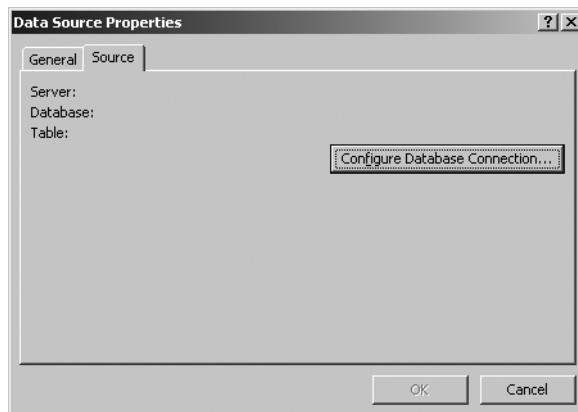 Data Source Properties
General Source
Server:
Database:
Table:
Configure Database Connection...
OK Cancel